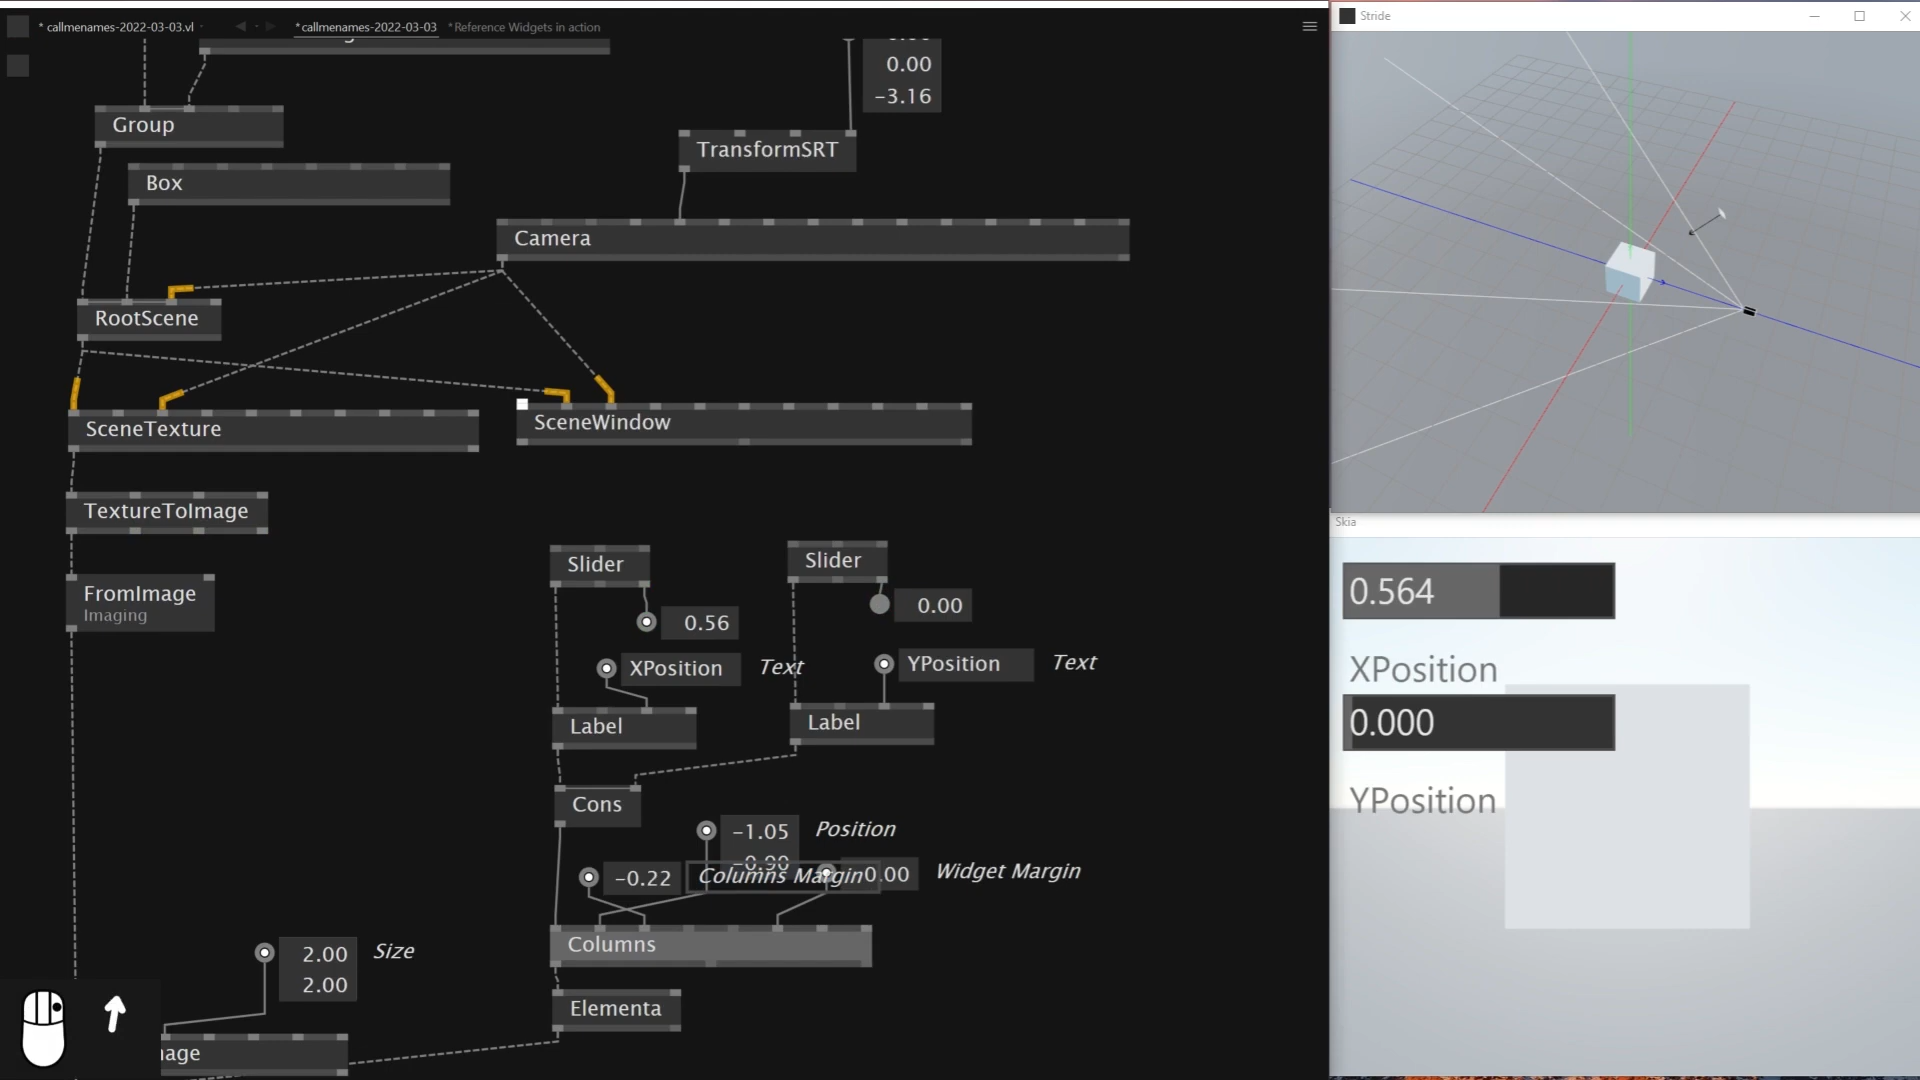 * callmenames-2022-03-03.vl
*callmenames-2022-03-03
*Reference Widgets in action
Stride
0.00
-3.16
Group
TransformSRT
Box
Camera
RootScene
SceneTexture
SceneWindow
TextureToImage
Skia
FromImage
Imaging
Slider
Slider
0.56
0.00
XPosition
Text
YPosition
Text
Label
Label
Cons
-1.05
-0.90
Position
-0.22
Columns Margin
0.00
Widget Margin
Columns
2.00
2.00
Size
Elementa
0.564
XPosition
0.000
YPosition